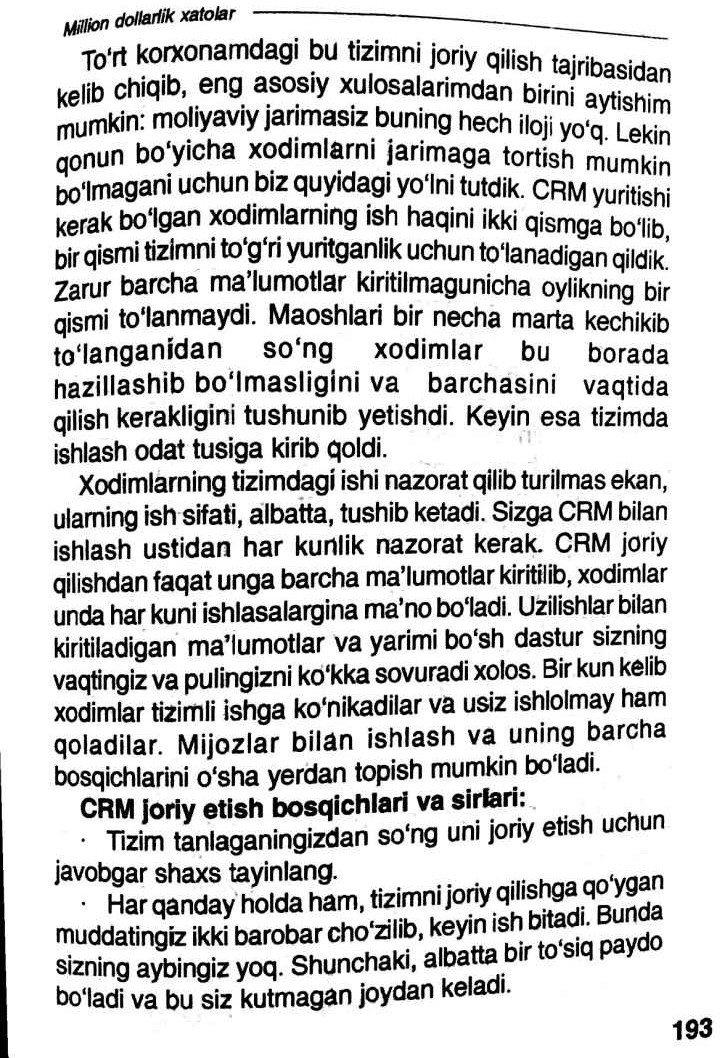 Million dollarlik xatolar
To‘rt korxonamdagi bu tizimni joriy qilish tajribasidan
kelib chiqib, eng asosiy xulosalarimdan birini aytishim
mumkin: moliyaviy jarimasiz buning hech iloji yo‘q. Lekin
qonun bo‘yicha xodimlarni jarimaga tortish mumkin
bo‘lmagani uchun biz quyidagi yo‘lni tutdik. CRM yuritishi
kerak bo‘lgan xodimlarning ish haqini ikki qismga bo‘lib,
bir qismi tizimni to‘g‘ri yuritganlik uchun to‘lanadigan qildik.
Zarur barcha ma’lumotlar kiritilmagunicha oylikning bir
qismi to‘lanmaydi. Maoshlari bir necha marta kechikib
to‘langanidan so‘ng xodimlar bu borada
hazillashib bo‘lmasligini va barchasini vaqtida
qilish kerakligini tushunib yetishdi. Keyin esa tizimda
ishlash odat tusiga kirib qoldi.
Xodimlarning tizimdagi ishi nazorat qilib turilmas ekan,
ularning ish sifati, albatta, tushib ketadi. Sizga CRM bilan
ishlash ustidan har kunlik nazorat kerak. CRM joriy
qilishdan faqat unga barcha ma’lumotlar kiritilib, xodimlar
unda har kuni ishlasalargina ma’no bo‘ladi. Uzilishlar bilan
kiritiladigan ma’lumotlar va yarimi bo‘sh dastur sizning
vaqtingiz va pulingizni ko‘kka sovuradi xolos. Bir kun kelib
xodimlar tizimli ishga ko‘nikadilar va usiz ishlolmay ham
qoladilar. Mijozlar bilan ishlash va uning barcha
bosqichlarini o‘sha yerdan topish mumkin bo‘ladi.
CRM joriy etish bosqichlari va sirlari:
· Tizim tanlaganingizdan so‘ng uni joriy etish uchun
javobgar shaxs tayinlang.
· Har qanday holda ham, tizimni joriy qilishga qo‘ygan
muddatingiz ikki barobar cho‘zilib, keyin ish bitadi. Bunda
sizning aybingiz yoq. Shunchaki, albatta bir to‘siq paydo
bo‘ladi va bu siz kutmagan joydan keladi.
193